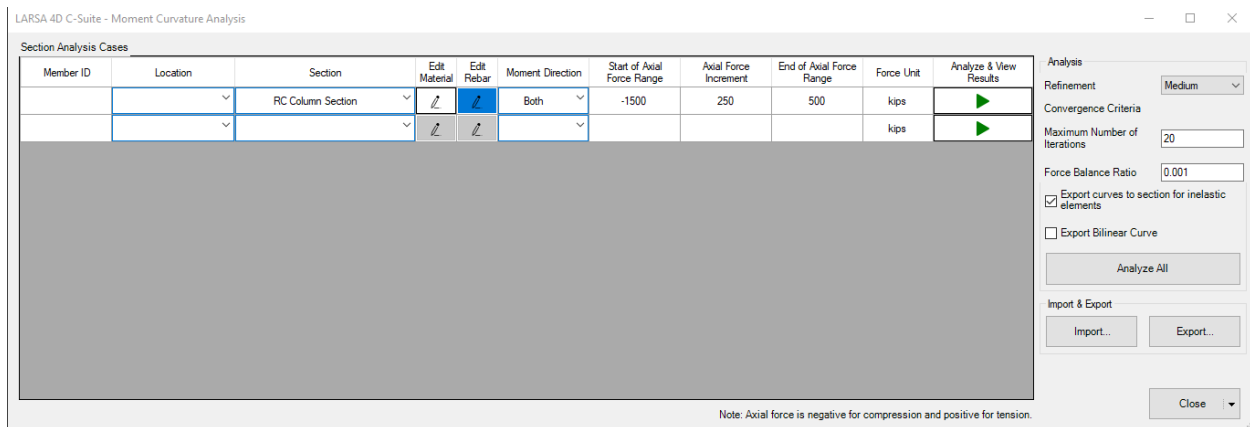 LARSA 4D C-Suite - Moment Curvature Analysis
Section Analysis Cases
Member ID Location Section Edit Material Edit Rebar Moment Direction Start of Axial Force Range Axial Force Increment End of Axial Force Range Force Unit Analyze & View Results
RC Column Section Both -1500 250 500 kips
kips
Analysis
Refinement Medium
Convergence Criteria
Maximum Number of
Iterations 20
Force Balance Ratio 0.001
Export curves to section for inelastic
elements
Export Bilinear Curve
Analyze All
Import & Export
Import... Export...
Close
Note: Axial force is negative for compression and positive for tension.